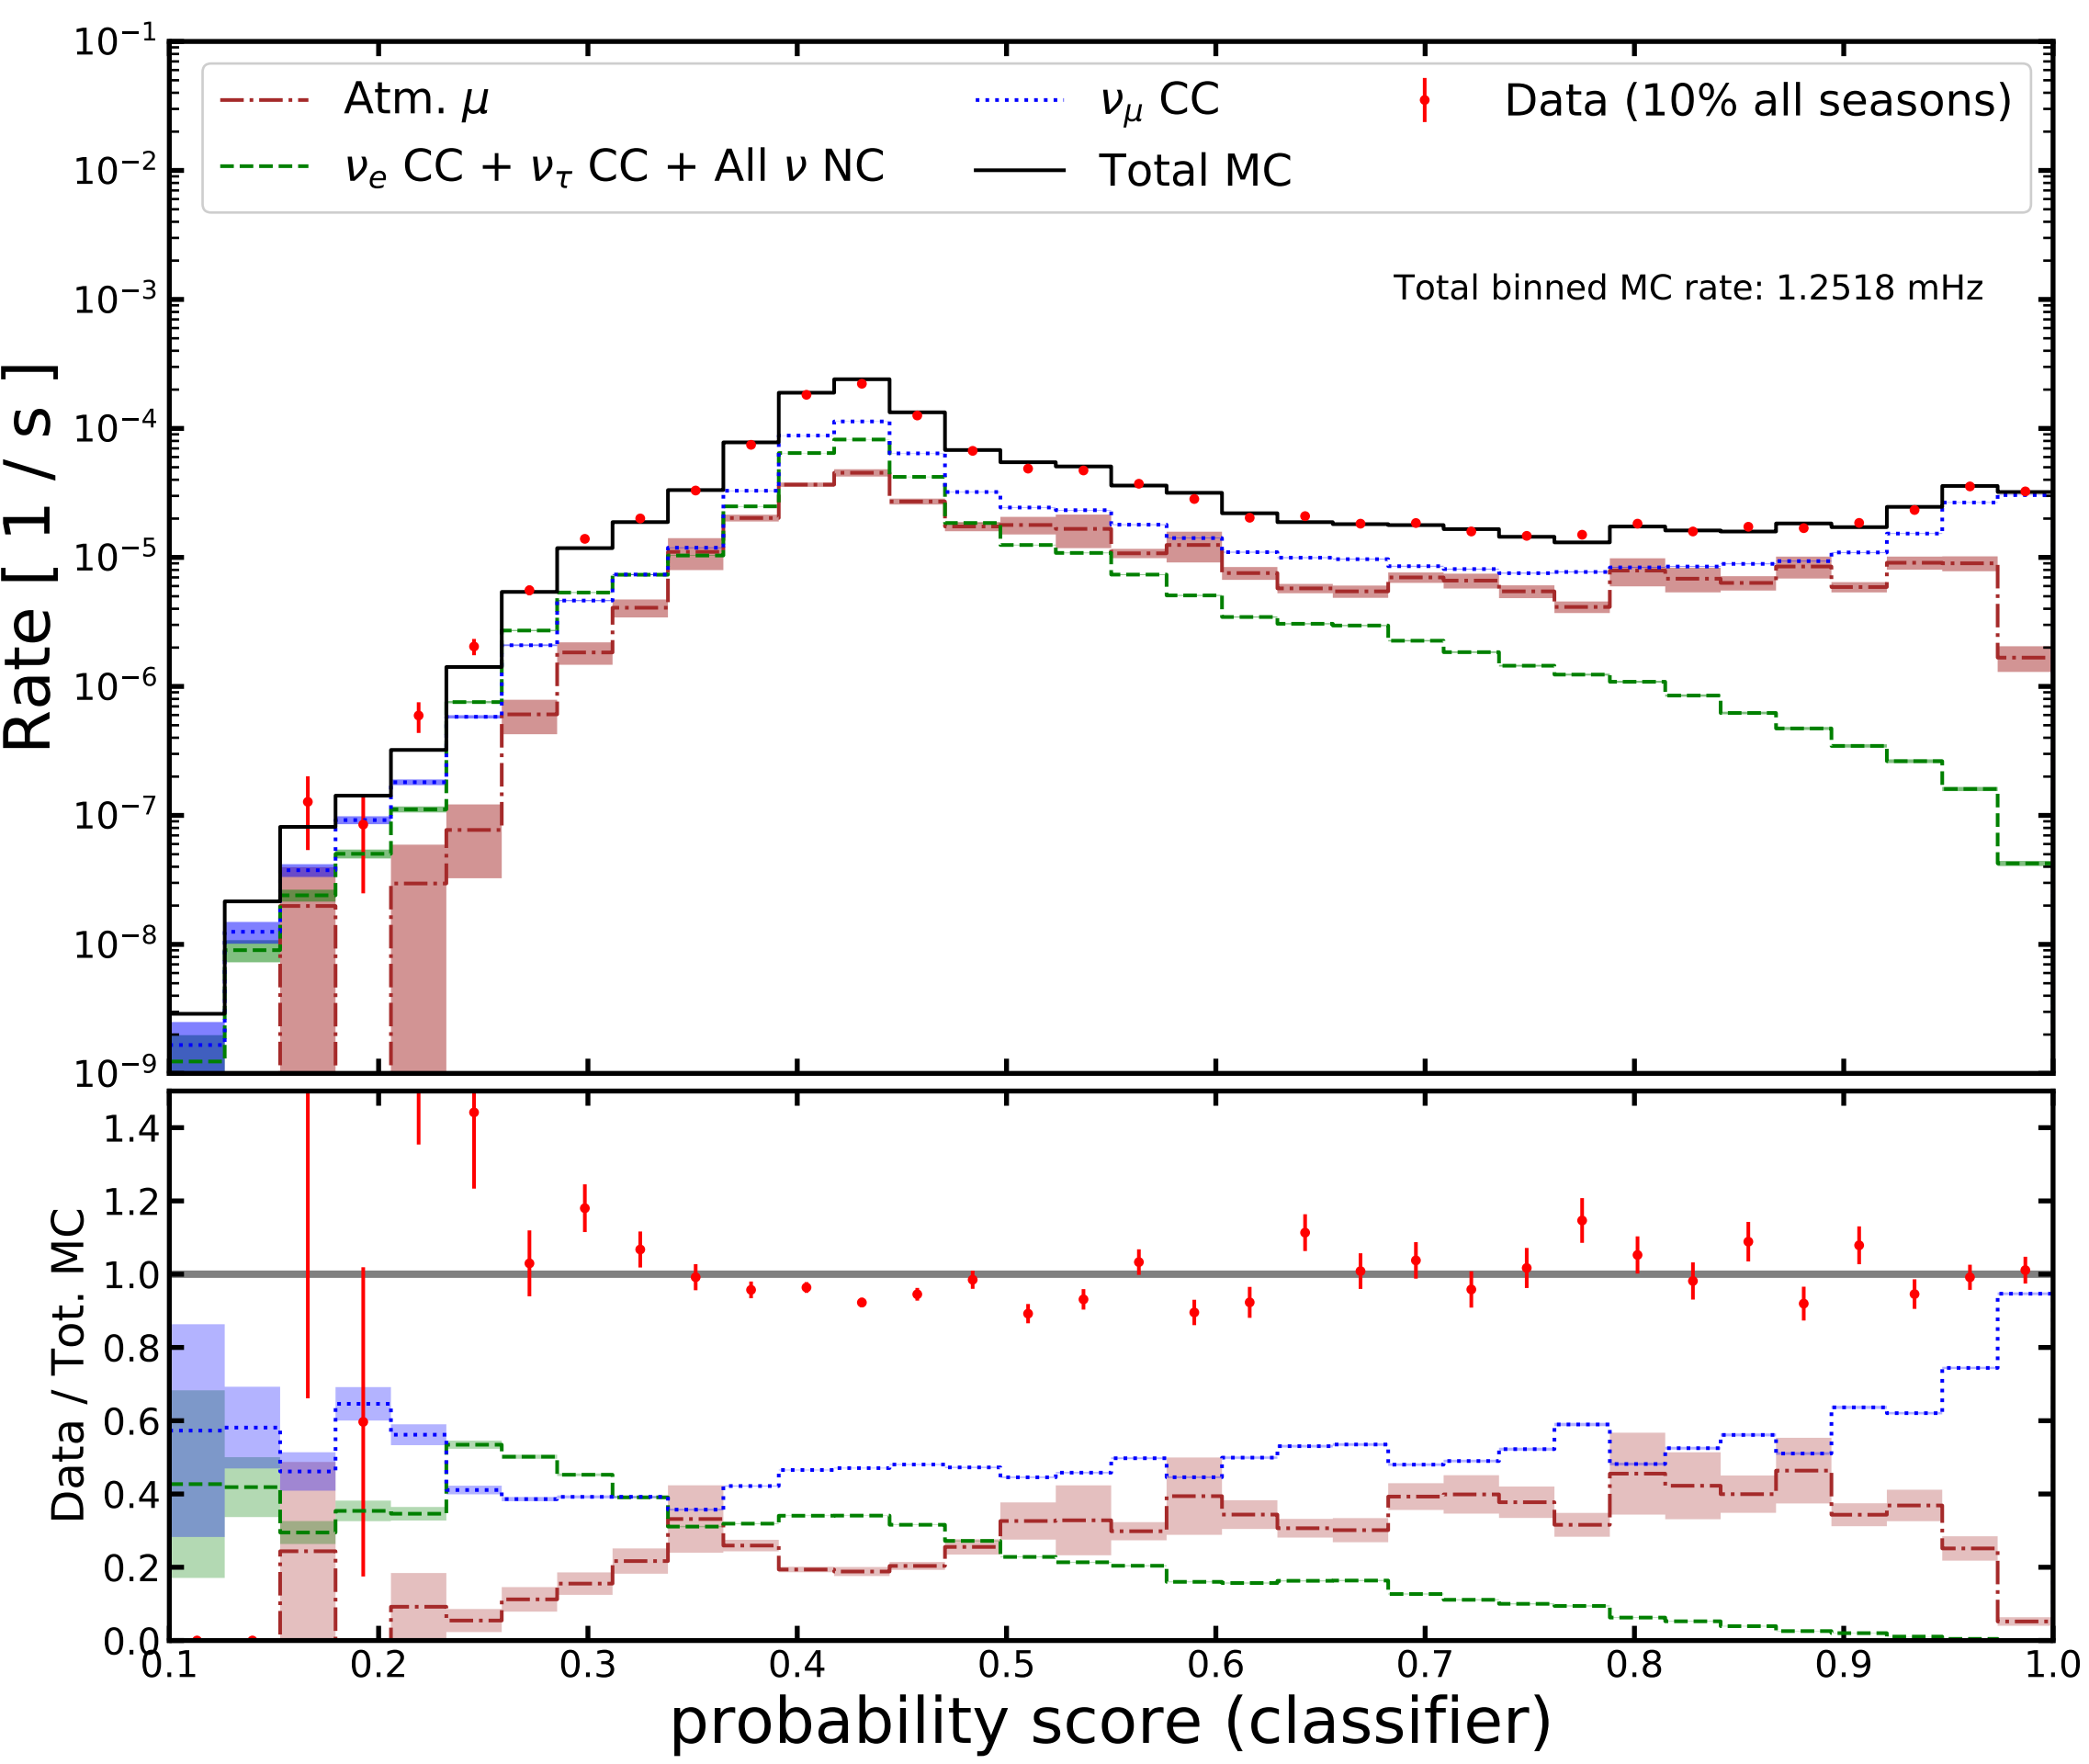 Rate [ 1 / s ]
10⁻¹
10⁻²
10⁻³
10⁻⁴
10⁻⁵
10⁻⁶
10⁻⁷
10⁻⁸
10⁻⁹
Atm. μ
νₑ CC + ν_τ CC + All ν NC
ν_μ CC
Total MC
Data (10% all seasons)
Total binned MC rate: 1.2518 mHz
Data / Tot. MC
1.4
1.2
1.0
0.8
0.6
0.4
0.2
0.0
0.1 0.2 0.3 0.4 0.5 0.6 0.7 0.8 0.9 1.0
probability score (classifier)